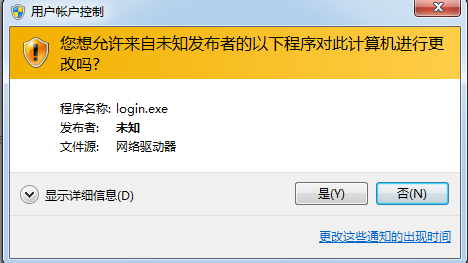 用户帐户控制
您想允许来自未知发布者的以下程序对此计算机进行更
改吗?
程序名称: login.exe
发布者: 未知
文件源: 网络驱动器
显示详细信息(D)
是(Y)
否(N)
更改这些通知的出现时间